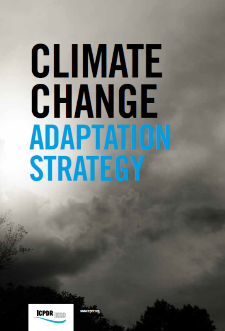 CLIMATE
CHANGE
ADAPTATION
STRATEGY
ICPDR